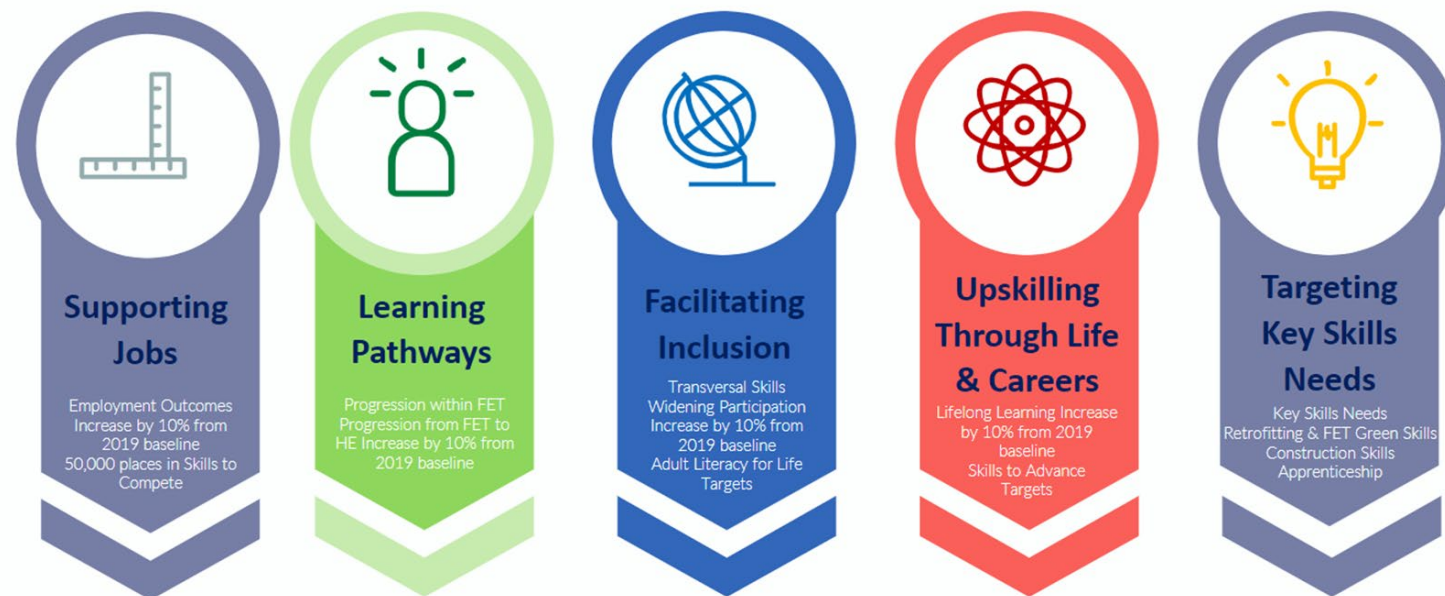 Supporting
Jobs
Employment Outcomes
Increase by 10% from
2019 baseline
50,000 places in Skills to
Compete
Learning
Pathways
Progression within FET
Progression from FET to
HE Increase by 10% from
2019 baseline
Facilitating
Inclusion
Transversal Skills
Widening Participation
Increase by 10% from
2019 baseline
Adult Literacy for Life
Targets
Upskilling
Through Life
& Careers
Lifelong Learning Increase
by 10% from 2019
baseline
Skills to Advance
Targets
Targeting
Key Skills
Needs
Key Skills Needs
Retrofitting & FET Green Skills
Construction Skills
Apprenticeship